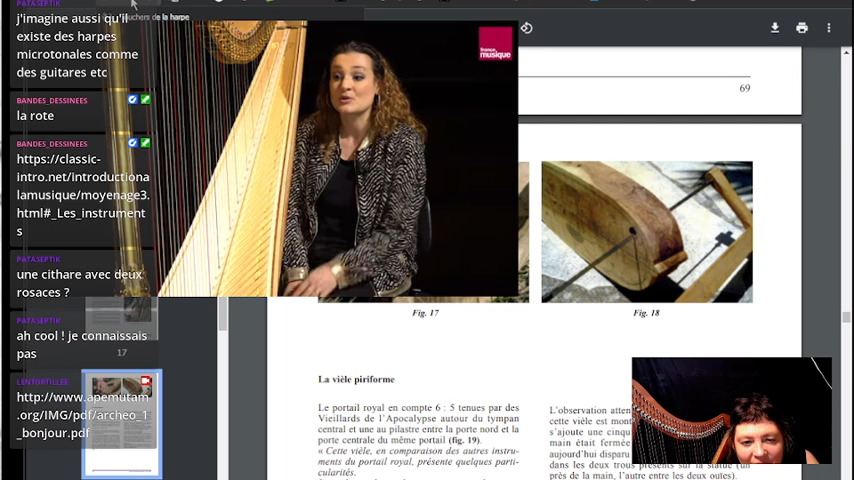 PATASEPTIK
j'imagine aussi qu'il
existe des harpes
microtonales comme
des guitares etc
BANDES_DESSINEES
la rote
BANDES_DESSINEES
https://classic-
intro.net/introductiona
lamusique/moyenage3.
html#_Les_instrument
s
PATASEPTIK
une cithare avec deux
rosaces ?
PATASEPTIK
ah cool ! je connaissais
pas
LENTORTILLEE
http://www.apemutam
.org/IMG/pdf/archeo_1
_bonjour.pdf
de la harpe
france
musique
17
69
Fig. 17
Fig. 18
La vièle piriforme
Le portail royal en compte 6 : 5 tenues par des
Vieillards de l'Apocalypse autour du tympan
central et une au pilastre entre la porte nord et la
porte centrale du même portail (fig. 19).
« Cette vièle, en comparaison des autres instru-
ments du portail royal, présente quelques parti-
cularités.
L'observation atten
cette vièle est mont
s'ajoute une cinqu
main était fermée
aujourd'hui disparu
dans les deux trous présents sur la statue (un
près de la main, l'autre entre les deux outes).